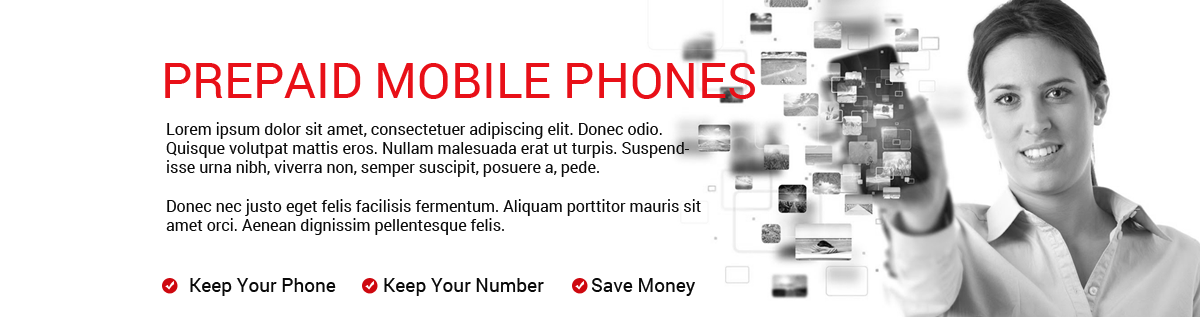 PREPAID MOBILE PHONES
Lorem ipsum dolor sit amet, consectetuer adipiscing elit. Donec odio.
Quisque volutpat mattis eros. Nullam malesuada erat ut turpis. Suspend-
isse urna nibh, viverra non, semper suscipit, posuere a, pede.
Donec nec justo eget felis facilisis fermentum. Aliquam porttitor mauris sit
amet orci. Aenean dignissim pellentesque felis.
Keep Your Phone Keep Your Number Save Money